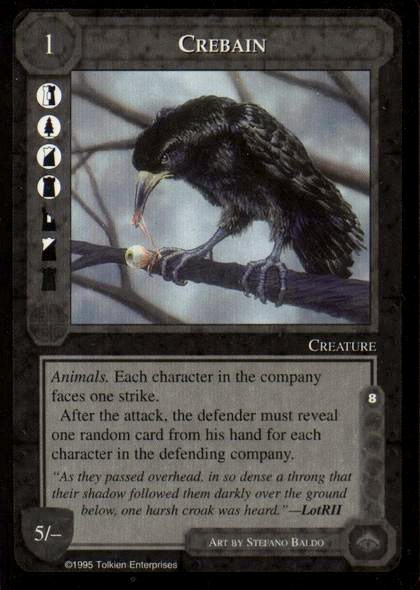 1
CREBAIN
CREATURE
Animals. Each character in the company
faces one strike.
After the attack, the defender must reveal
one random card from his hand for each
character in the defending company.
8
“As they passed overhead. in so dense a throng that
their shadow followed them darkly over the ground
below, one harsh croak was heard.”—LotRII
5/–
ART BY STEFANO BALDO
©1995 Tolkien Enterprises